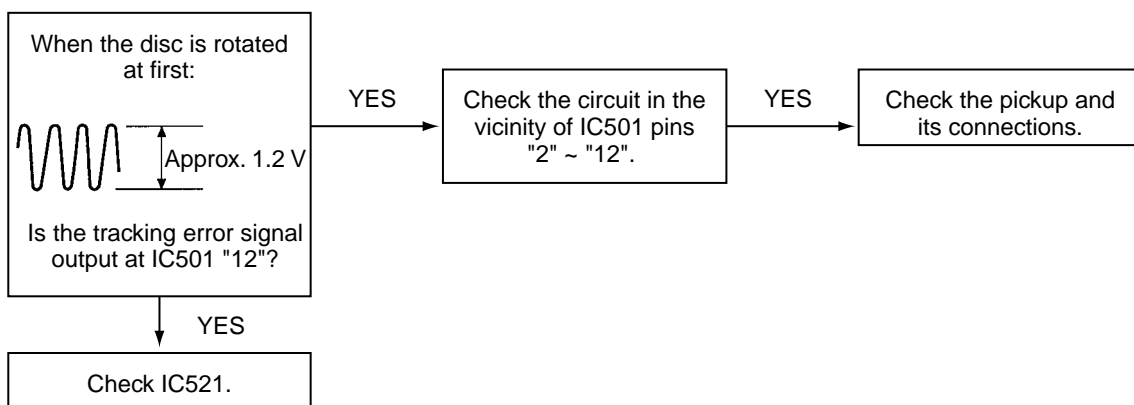 When the disc is rotated
at first:
Approx. 1.2 V
Is the tracking error signal
output at IC501 "12"?
YES
Check the circuit in the
vicinity of IC501 pins
"2" ~ "12".
YES
Check the pickup and
its connections.
YES
Check IC521.